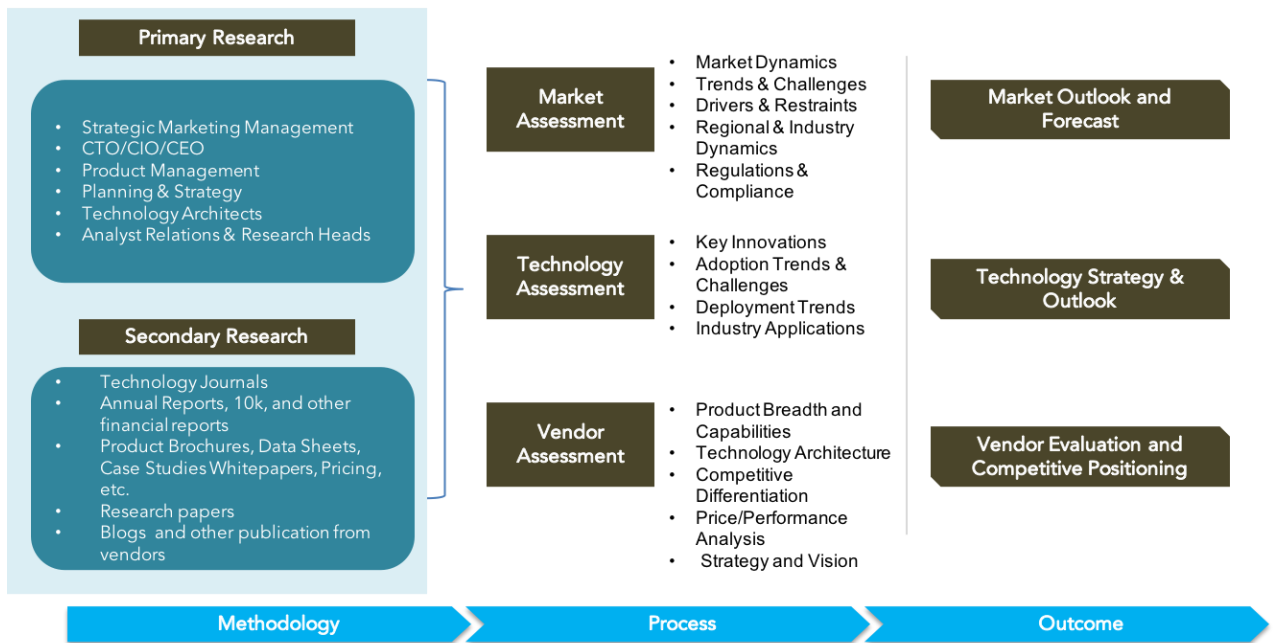 Primary Research
• Strategic Marketing Management
• CTO/CIO/CEO
• Product Management
• Planning & Strategy
• Technology Architects
• Analyst Relations & Research Heads
Secondary Research
• Technology Journals
• Annual Reports, 10k, and other
financial reports
• Product Brochures, Data Sheets,
Case Studies Whitepapers, Pricing,
etc.
• Research papers
• Blogs and other publication from
vendors
Market
Assessment
• Market Dynamics
• Trends & Challenges
• Drivers & Restraints
• Regional & Industry
Dynamics
• Regulations &
Compliance
Technology
Assessment
• Key Innovations
• Adoption Trends &
Challenges
• Deployment Trends
• Industry Applications
Vendor
Assessment
• Product Breadth and
Capabilities
• Technology Architecture
• Competitive
Differentiation
• Price/Performance
Analysis
• Strategy and Vision
Market Outlook and
Forecast
Technology Strategy &
Outlook
Vendor Evaluation and
Competitive Positioning
Methodology
Process
Outcome